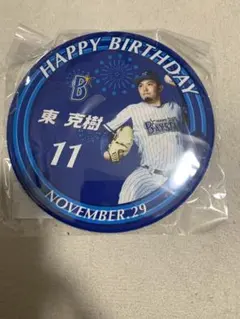 HAPPY BIRTHDAY
B
東 克樹
11
BAYSTARS
NOVEMBER.29